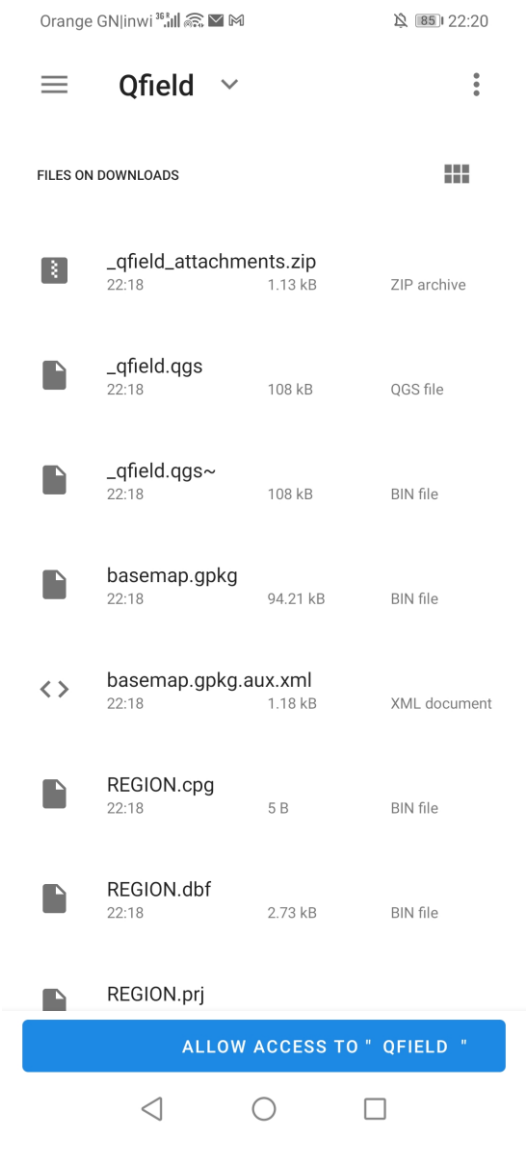 Orange GN|inwi 3G 85 22:20
Qfield
FILES ON DOWNLOADS
_qfield_attachments.zip
22:18 1.13 kB ZIP archive
_qfield.qgs
22:18 108 kB QGS file
_qfield.qgs~
22:18 108 kB BIN file
basemap.gpkg
22:18 94.21 kB BIN file
basemap.gpkg.aux.xml
22:18 1.18 kB XML document
REGION.cpg
22:18 5 B BIN file
REGION.dbf
22:18 2.73 kB BIN file
REGION.prj
ALLOW ACCESS TO " QFIELD "